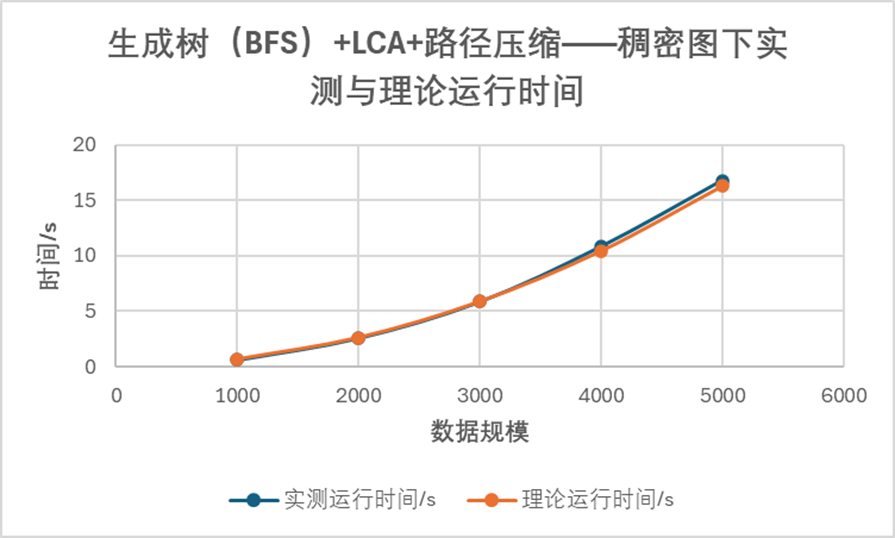 生成树（BFS）+LCA+路径压缩——稠密图下实
测与理论运行时间
20
15
10
5
0
时间/s
0 1000 2000 3000 4000 5000 6000
数据规模
实测运行时间/s 理论运行时间/s